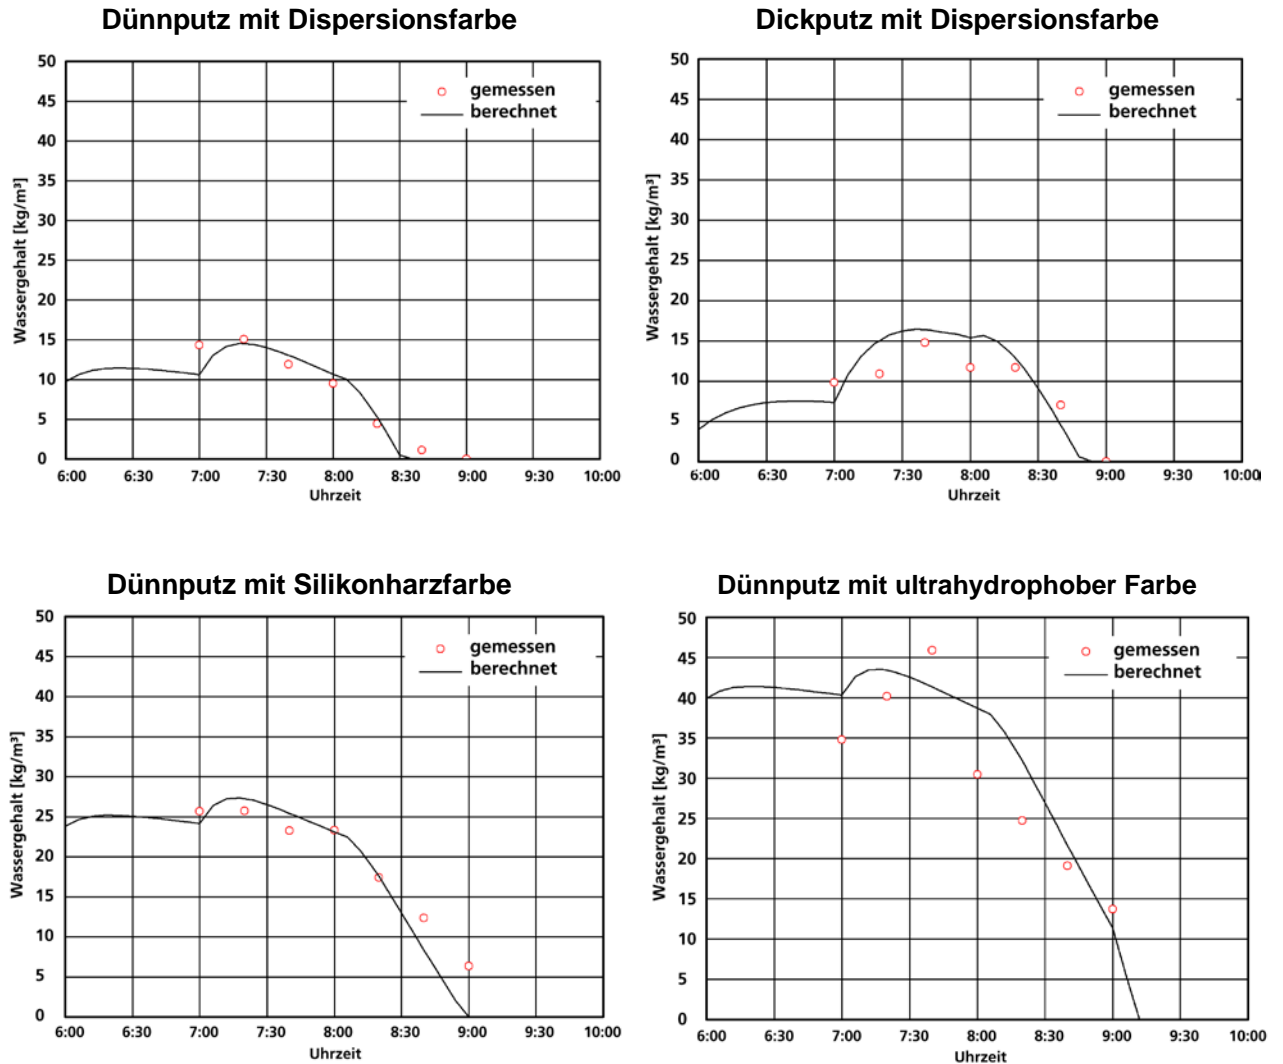 Dünnputz mit Dispersionsfarbe
50
45
40
35
30
25
20
15
10
5
0
Wassergehalt [kg/m³]
gemessen
berechnet
6:00 6:30 7:00 7:30 8:00 8:30 9:00 9:30 10:00
Uhrzeit
Dickputz mit Dispersionsfarbe
50
45
40
35
30
25
20
15
10
5
0
Wassergehalt [kg/m³]
gemessen
berechnet
6:00 6:30 7:00 7:30 8:00 8:30 9:00 9:30 10:00
Uhrzeit
Dünnputz mit Silikonharzfarbe
50
45
40
35
30
25
20
15
10
5
0
Wassergehalt [kg/m³]
gemessen
berechnet
6:00 6:30 7:00 7:30 8:00 8:30 9:00 9:30 10:00
Uhrzeit
Dünnputz mit ultrahydrophober Farbe
50
45
40
35
30
25
20
15
10
5
0
Wassergehalt [kg/m³]
gemessen
berechnet
6:00 6:30 7:00 7:30 8:00 8:30 9:00 9:30 10:00
Uhrzeit